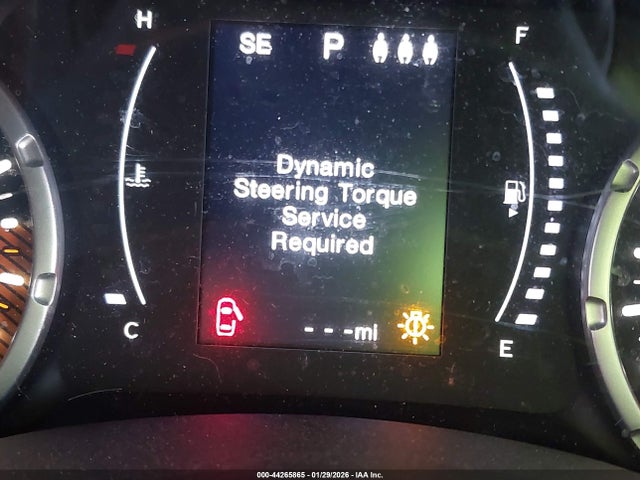 H
SE P
F
Dynamic
Steering Torque
Service
Required
---mi
C
E
000-44265865 - 01/29/2026 - IAA Inc.